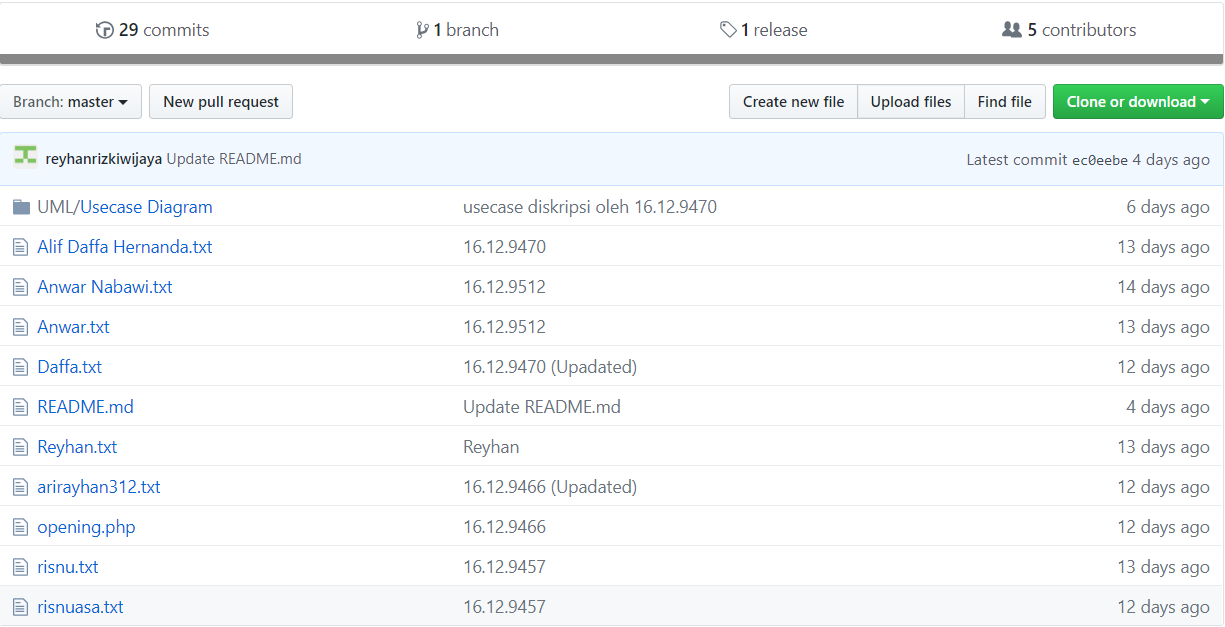 29 commits 1 branch 1 release 5 contributors
Branch: master New pull request Create new file Upload files Find file Clone or download
reyhanrizkiwijaya Update README.md Latest commit ec0eebe 4 days ago
UML/Usecase Diagram usecase diskripsi oleh 16.12.9470 6 days ago
Alif Daffa Hernanda.txt 16.12.9470 13 days ago
Anwar Nabawi.txt 16.12.9512 14 days ago
Anwar.txt 16.12.9512 13 days ago
Daffa.txt 16.12.9470 (Upadated) 12 days ago
README.md Update README.md 4 days ago
Reyhan.txt Reyhan 13 days ago
arirayhan312.txt 16.12.9466 (Upadated) 12 days ago
opening.php 16.12.9466 12 days ago
risnu.txt 16.12.9457 13 days ago
risnuasa.txt 16.12.9457 12 days ago